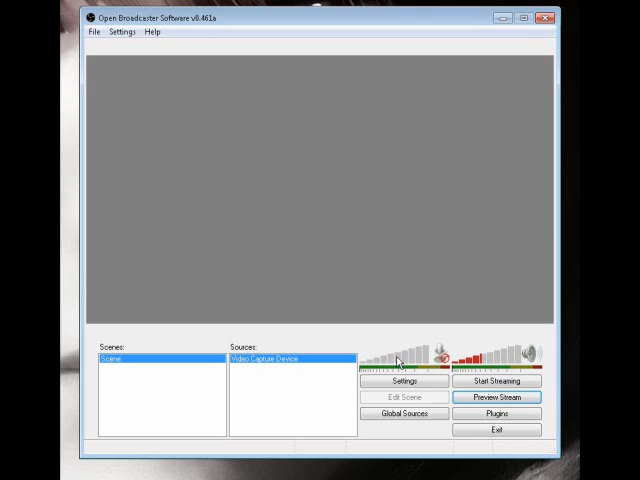 Open Broadcaster Software v0.461a
File Settings Help
Scenes: Sources:
Scene Video Capture Device
Settings Start Streaming
Edit Scene Preview Stream
Global Sources Plugins
Exit